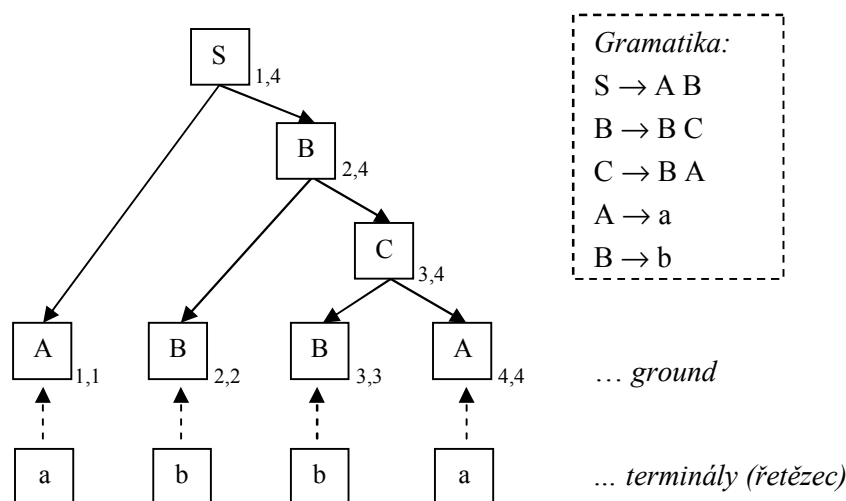 S 1,4
Gramatika:
S → A B
B 2,4
B → B C
C → B A
C 3,4
A → a
B → b
A 1,1 B 2,2 B 3,3 A 4,4 … ground
a b b a ... terminály (řetězec)